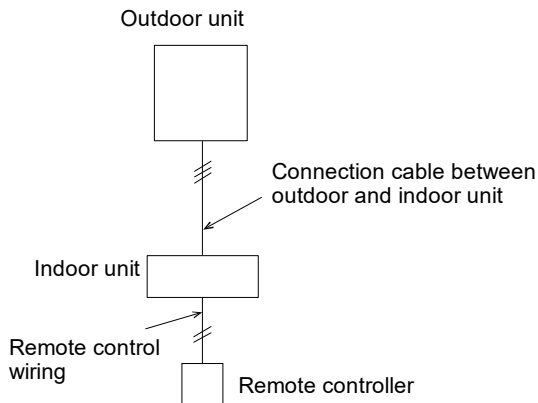 Outdoor unit
Connection cable between
outdoor and indoor unit
Indoor unit
Remote control
wiring
Remote controller